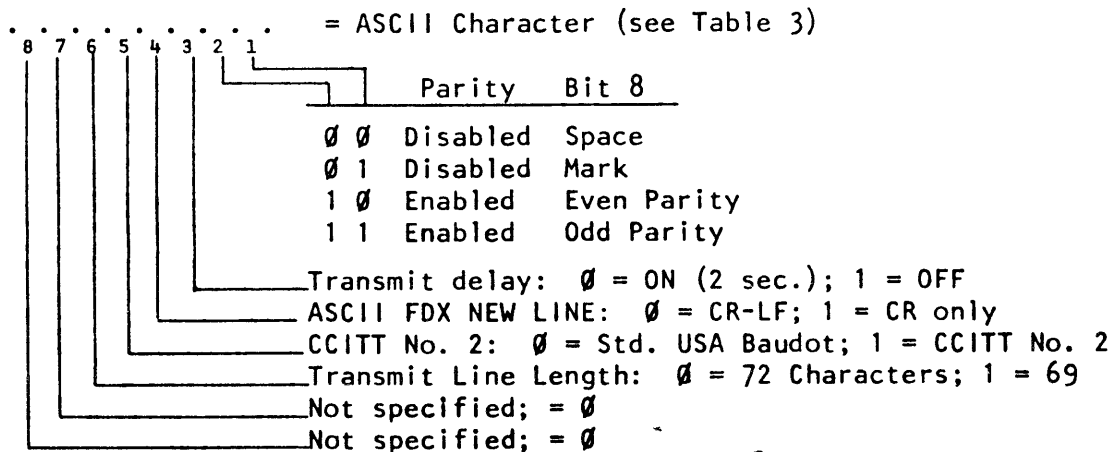 . . . . . . . . . . = ASCII Character (see Table 3)
8 7 6 5 4 3 2 1
Parity Bit 8
Ø Ø Disabled Space
Ø 1 Disabled Mark
1 Ø Enabled Even Parity
1 1 Enabled Odd Parity
Transmit delay: Ø = ON (2 sec.); 1 = OFF
ASCII FDX NEW LINE: Ø = CR-LF; 1 = CR only
CCITT No. 2: Ø = Std. USA Baudot; 1 = CCITT No. 2
Transmit Line Length: Ø = 72 Characters; 1 = 69
Not specified; = Ø
Not specified; = Ø